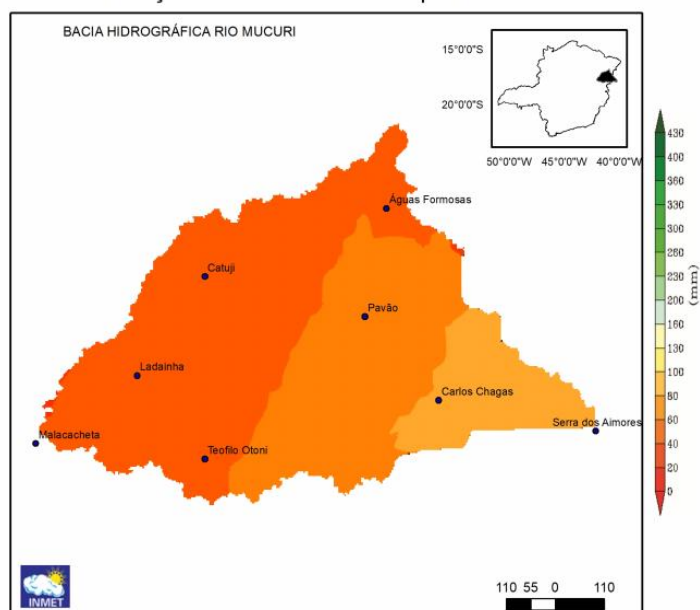 BACIA HIDROGRÁFICA RIO MUCURI
15°0'0"S
20°0'0"S
50°0'0"W 45°0'0"W 40°0'0"W
430
400
360
330
300
260
230
200
160
130
100
80
60
40
20
0
(mm)
Águas Formosas
Catuji
Pavão
Ladainha
Carlos Chagas
Serra dos Aimores
Malacacheta
Teofilo Otoni
INMET
110 55 0 110